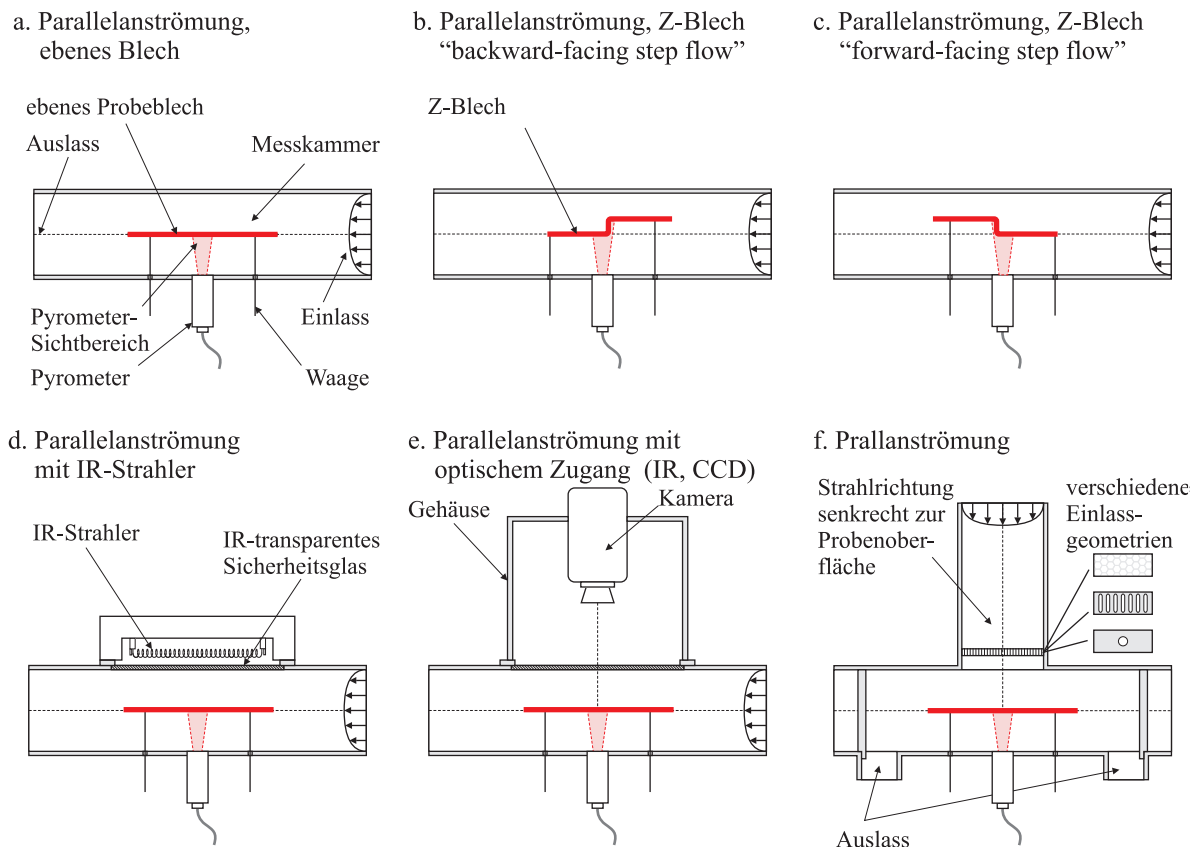 a. Parallelanströmung,
ebenes Blech
ebenes Probeblech
Auslass
Messkammer
Pyrometer-
Sichtbereich
Einlass
Pyrometer
Waage
b. Parallelanströmung, Z-Blech
“backward-facing step flow”
Z-Blech
c. Parallelanströmung, Z-Blech
“forward-facing step flow”
d. Parallelanströmung
mit IR-Strahler
IR-Strahler
IR-transparentes
Sicherheitsglas
e. Parallelanströmung mit
optischem Zugang (IR, CCD)
Gehäuse
Kamera
f. Prallanströmung
Strahlrichtung
senkrecht zur
Probenober-
fläche
verschiedene
Einlass-
geometrien
Auslass